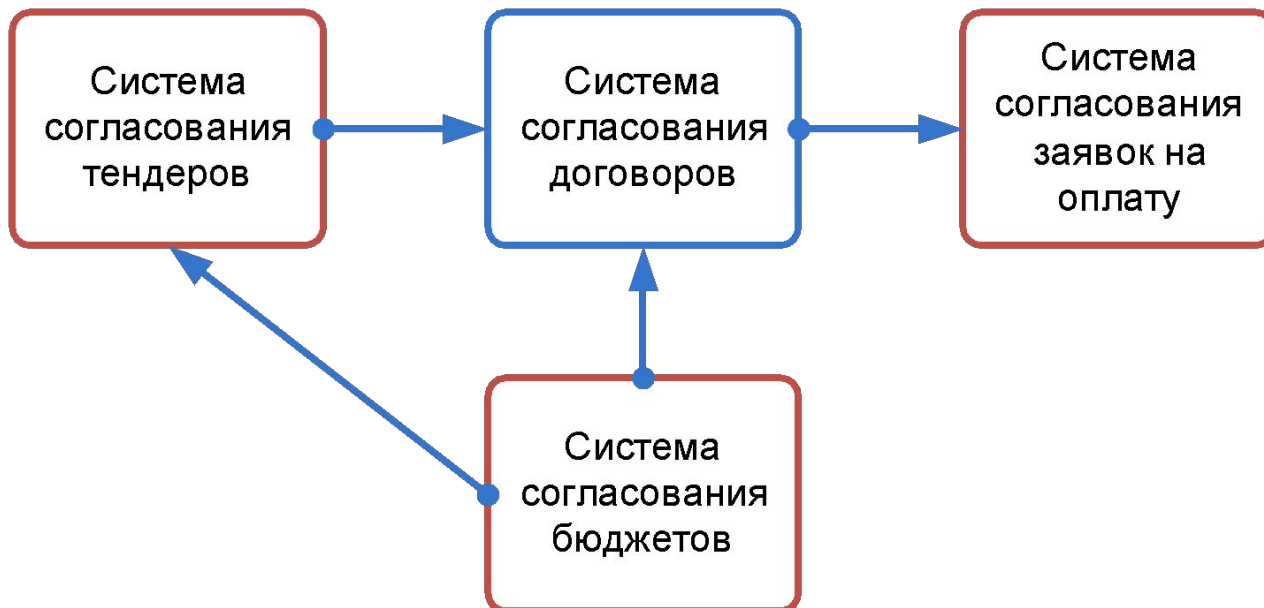 Система
согласования
тендеров
Система
согласования
договоров
Система
согласования
заявок на
оплату
Система
согласования
бюджетов